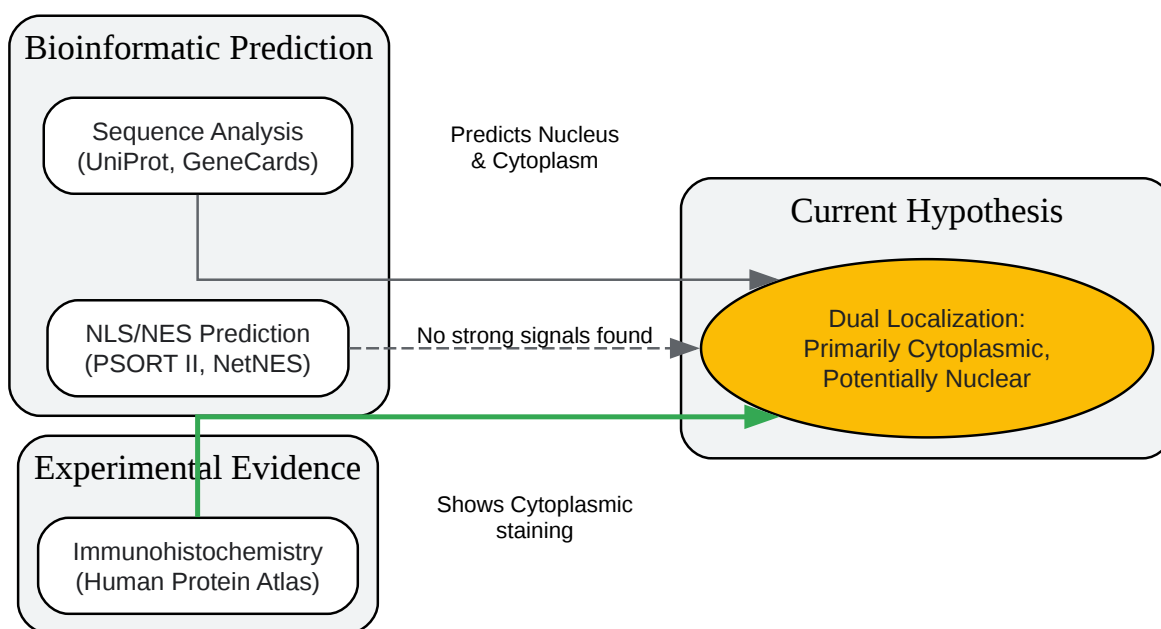 Bioinformatic Prediction
Sequence Analysis
(UniProt, GeneCards)
Predicts Nucleus
& Cytoplasm
NLS/NES Prediction
(PSORT II, NetNES)
No strong signals found
Current Hypothesis
Dual Localization:
Primarily Cytoplasmic,
Potentially Nuclear
Experimental Evidence
Immunohistochemistry
(Human Protein Atlas)
Shows Cytoplasmic
staining